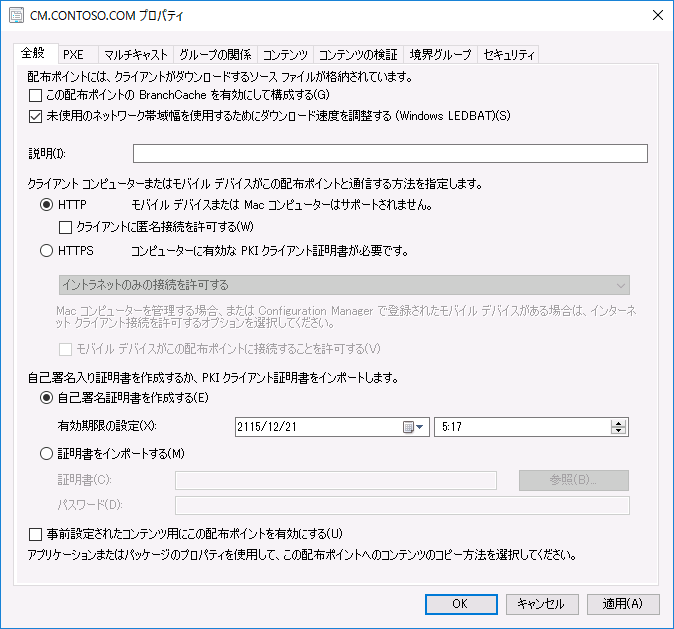 CM.CONTOSO.COM プロパティ
全般 PXE マルチキャスト グループの関係 コンテンツ コンテンツの検証 境界グループ セキュリティ
配布ポイントには、クライアントがダウンロードするソース ファイルが格納されています。
この配布ポイントの BranchCache を有効にして構成する(G)
未使用のネットワーク帯域幅を使用するためにダウンロード速度を調整する (Windows LEDBAT)(S)
説明(I):
クライアント コンピューターまたはモバイル デバイスがこの配布ポイントと通信する方法を指定します。
HTTP モバイル デバイスまたは Mac コンピューターはサポートされません。
クライアントに匿名接続を許可する(W)
HTTPS コンピューターに有効な PKI クライアント証明書が必要です。
イントラネットのみの接続を許可する
Mac コンピューターを管理する場合、または Configuration Manager で登録されたモバイル デバイスがある場合は、インターネ
ット クライアント接続を許可するオプションを選択してください。
モバイル デバイスがこの配布ポイントに接続することを許可する(V)
自己署名入り証明書を作成するか、PKI クライアント証明書をインポートします。
自己署名証明書を作成する(E)
有効期限の設定(X): 2115/12/21 5:17
証明書をインポートする(M)
証明書(C): 参照(B)...
パスワード(D):
事前設定されたコンテンツ用にこの配布ポイントを有効にする(U)
アプリケーションまたはパッケージのプロパティを使用して、この配布ポイントへのコンテンツのコピー方法を選択してください。
OK キャンセル 適用(A)